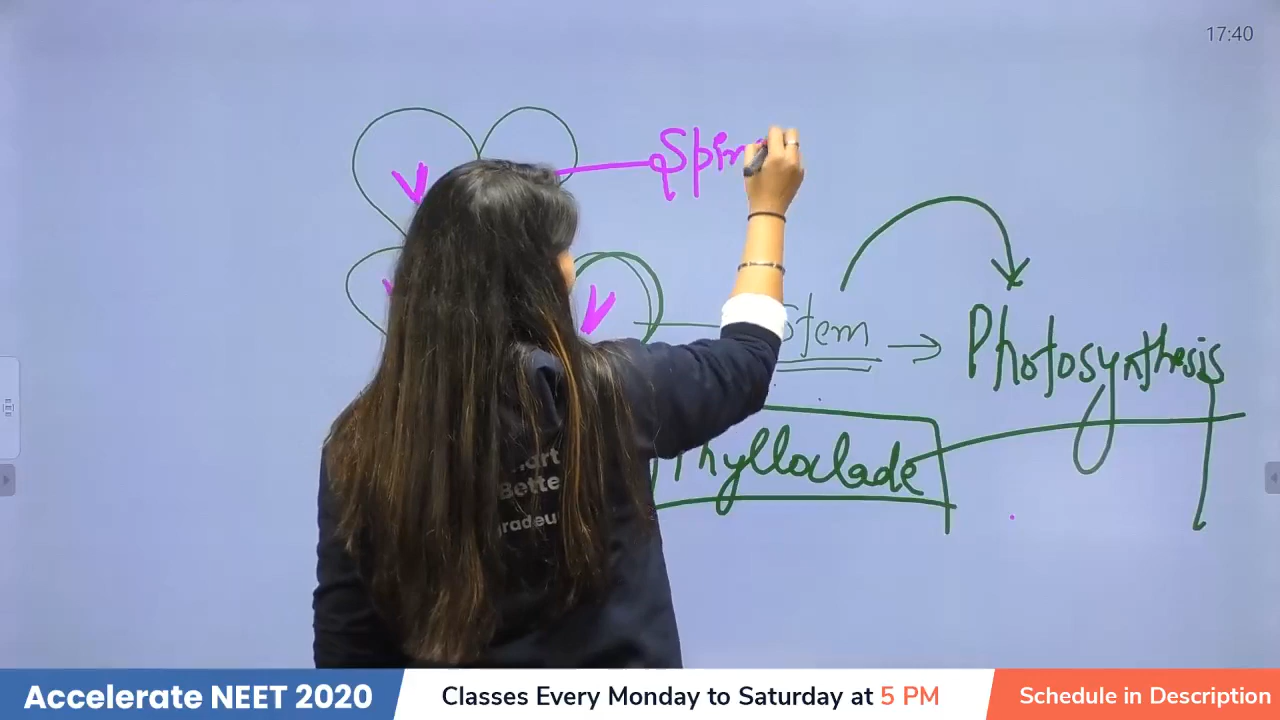 17:40
Spin
Stem → Photosynthesis
Phylloclade
Better
Accelerate NEET 2020
Classes Every Monday to Saturday at 5 PM
Schedule in Description